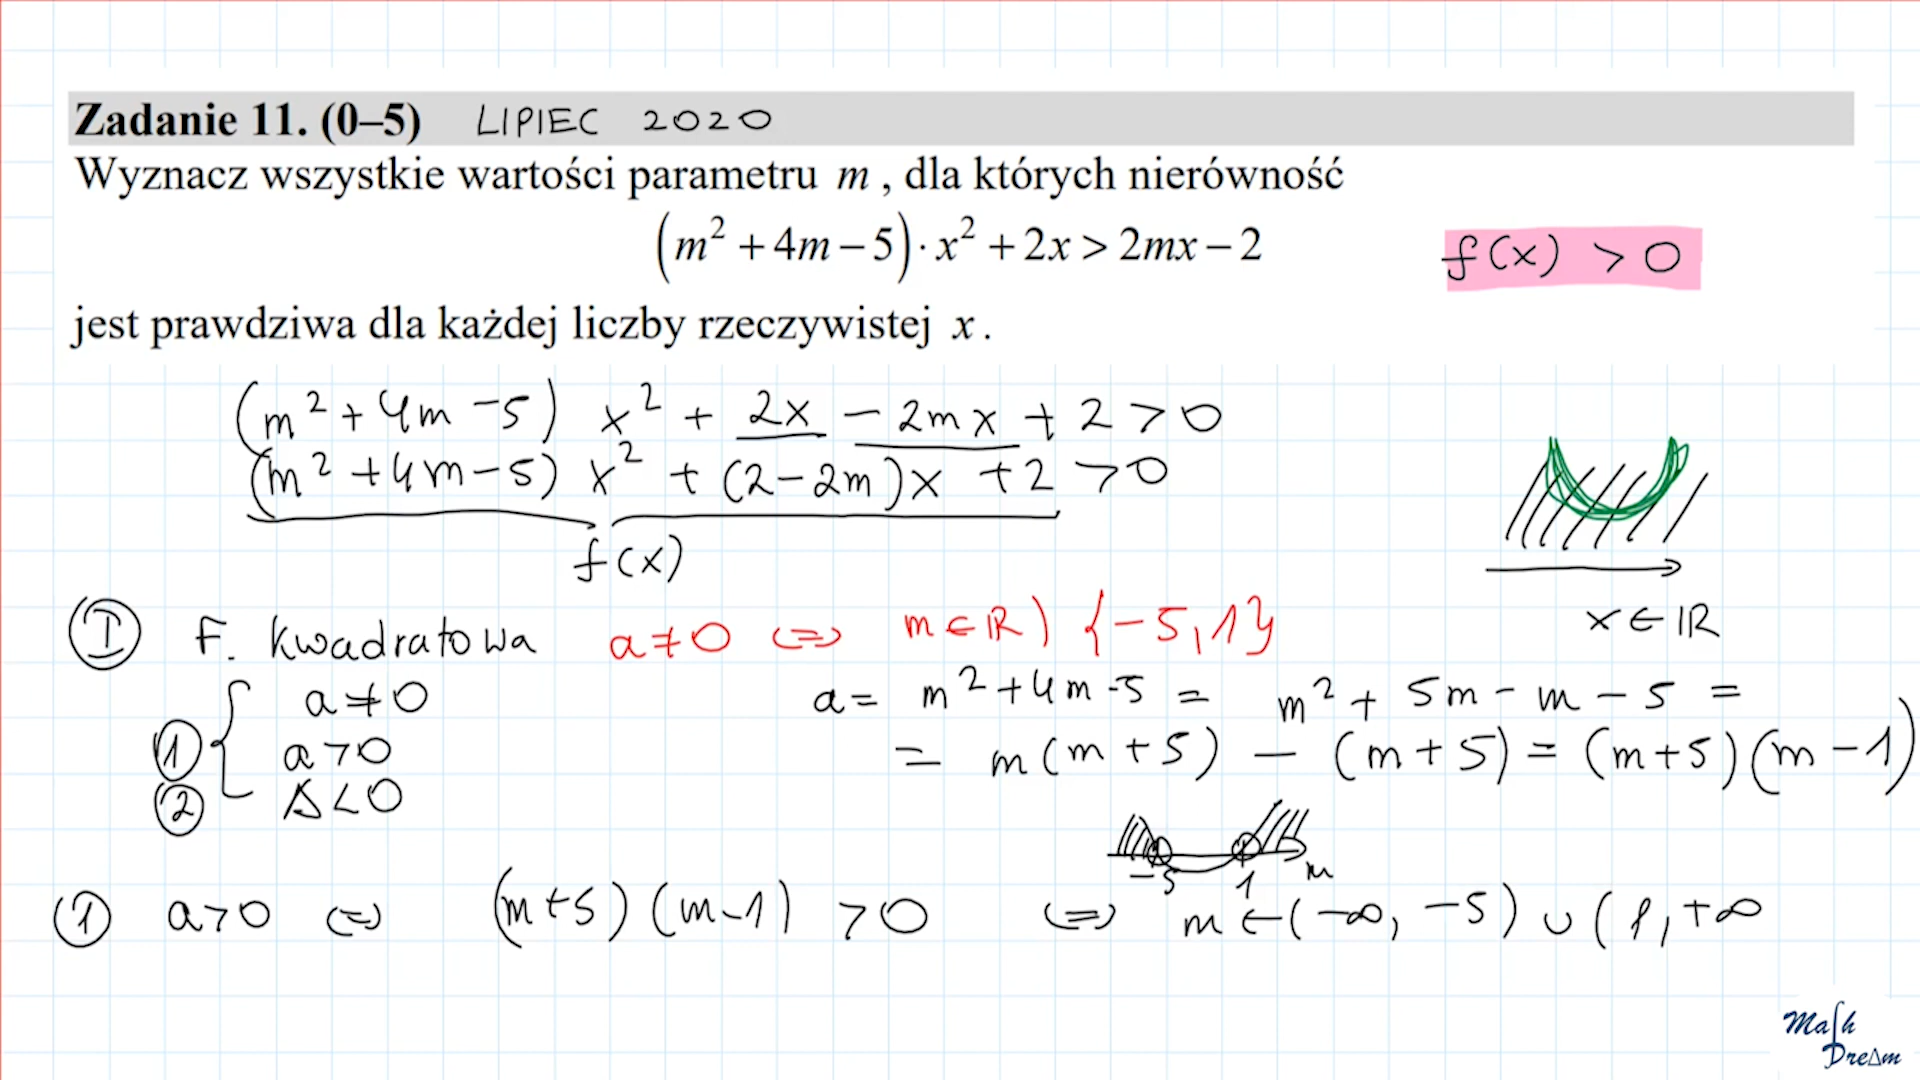 Zadanie 11. (0–5) LIPIEC 2020
Wyznacz wszystkie wartości parametru m , dla których nierówność
(m² + 4m – 5) · x² + 2x > 2mx – 2
f(x) > 0
jest prawdziwa dla każdej liczby rzeczywistej x .
(m² + 4m - 5) x² + 2x - 2mx + 2 > 0
(m² + 4m - 5) x² + (2 - 2m)x + 2 > 0
f(x)
x ∈ ℝ
I F. kwadratowa a ≠ 0 ⇔ m ∈ ℝ \ {-5, 1}
a ≠ 0
a = m² + 4m - 5 = m² + 5m - m - 5 =
1 a > 0
= m(m + 5) - (m + 5) = (m + 5)(m - 1)
2 Δ < 0
-5 1 m
1 a > 0 ⇔ (m + 5)(m - 1) > 0 ⇔ m ∈ (-∞, -5) ∪ (1, +∞
Math
DreΔm